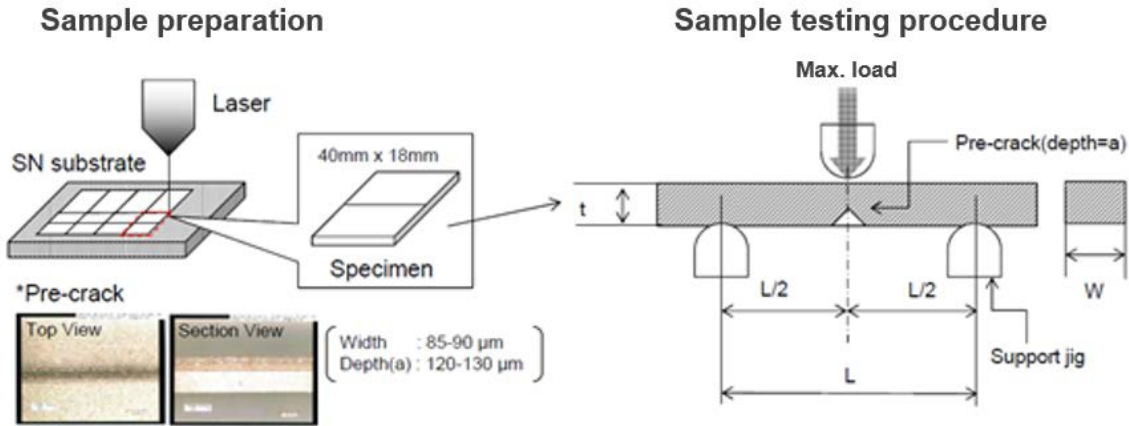 Sample preparation
Sample testing procedure
Laser
SN substrate
40mm x 18mm
Specimen
*Pre-crack
Top View
Section View
Width : 85-90 μm
Depth(a) : 120-130 μm
Max. load
Pre-crack(depth=a)
t
L/2
L/2
W
Support jig
L